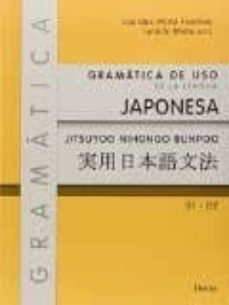 GRAMÁTICA DE USO
DE LA LENGUA
JAPONESA
JITSUYOO NIHONGO BUNPOO
実用日本語文法
GRAMÁTICA